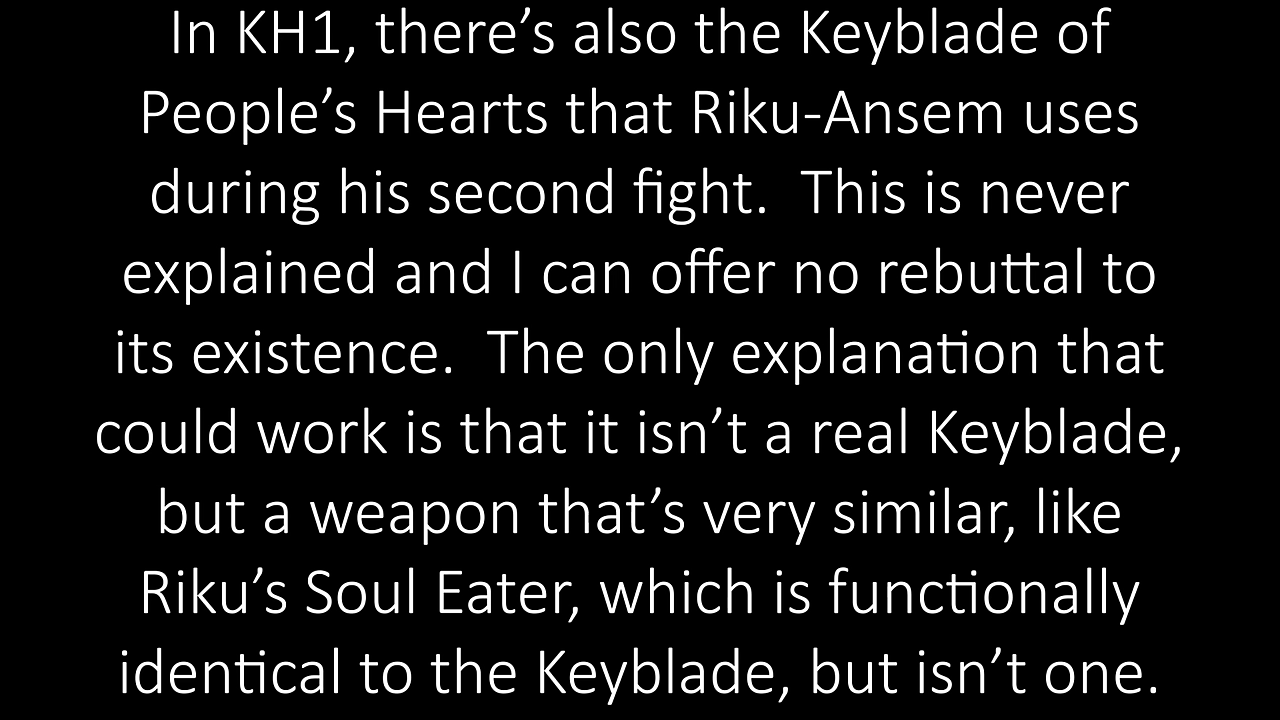 In KH1, there’s also the Keyblade of
People’s Hearts that Riku-Ansem uses
during his second fight.  This is never
explained and I can offer no rebuttal to
its existence.  The only explanation that
could work is that it isn’t a real Keyblade,
but a weapon that’s very similar, like
Riku’s Soul Eater, which is functionally
identical to the Keyblade, but isn’t one.